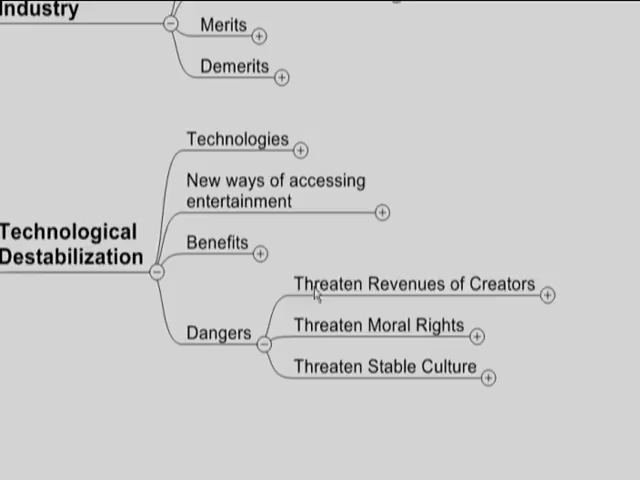 Industry
Merits
Demerits
Technologies
New ways of accessing
entertainment
Technological
Destabilization
Benefits
Threaten Revenues of Creators
Dangers
Threaten Moral Rights
Threaten Stable Culture